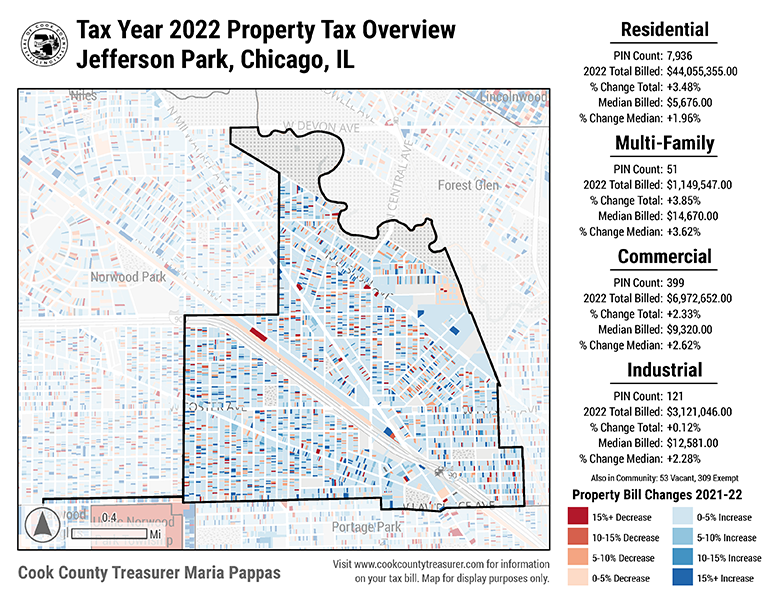 Tax Year 2022 Property Tax Overview
Jefferson Park, Chicago, IL
Niles
Lincolnwood
W DEVON AVE
CENTRAL AVE
Forest Glen
Norwood Park
90
90
Portage Park
Norwood
0.4
Mi
Cook County Treasurer Maria Pappas
Visit www.cookcountytreasurer.com for information
on your tax bill. Map for display purposes only.
Residential
PIN Count: 7,936
2022 Total Billed: $44,055,355.00
% Change Total: +3.48%
Median Billed: $5,676.00
% Change Median: +1.96%
Multi-Family
PIN Count: 51
2022 Total Billed: $1,149,547.00
% Change Total: +3.85%
Median Billed: $14,670.00
% Change Median: +3.62%
Commercial
PIN Count: 399
2022 Total Billed: $6,972,652.00
% Change Total: +2.33%
Median Billed: $9,320.00
% Change Median: +2.62%
Industrial
PIN Count: 121
2022 Total Billed: $3,121,046.00
% Change Total: +0.12%
Median Billed: $12,581.00
% Change Median: +2.28%
Also in Community: 53 Vacant, 309 Exempt
Property Bill Changes 2021-22
15%+ Decrease
0-5% Increase
10-15% Decrease
5-10% Increase
5-10% Decrease
10-15% Increase
0-5% Decrease
15%+ Increase